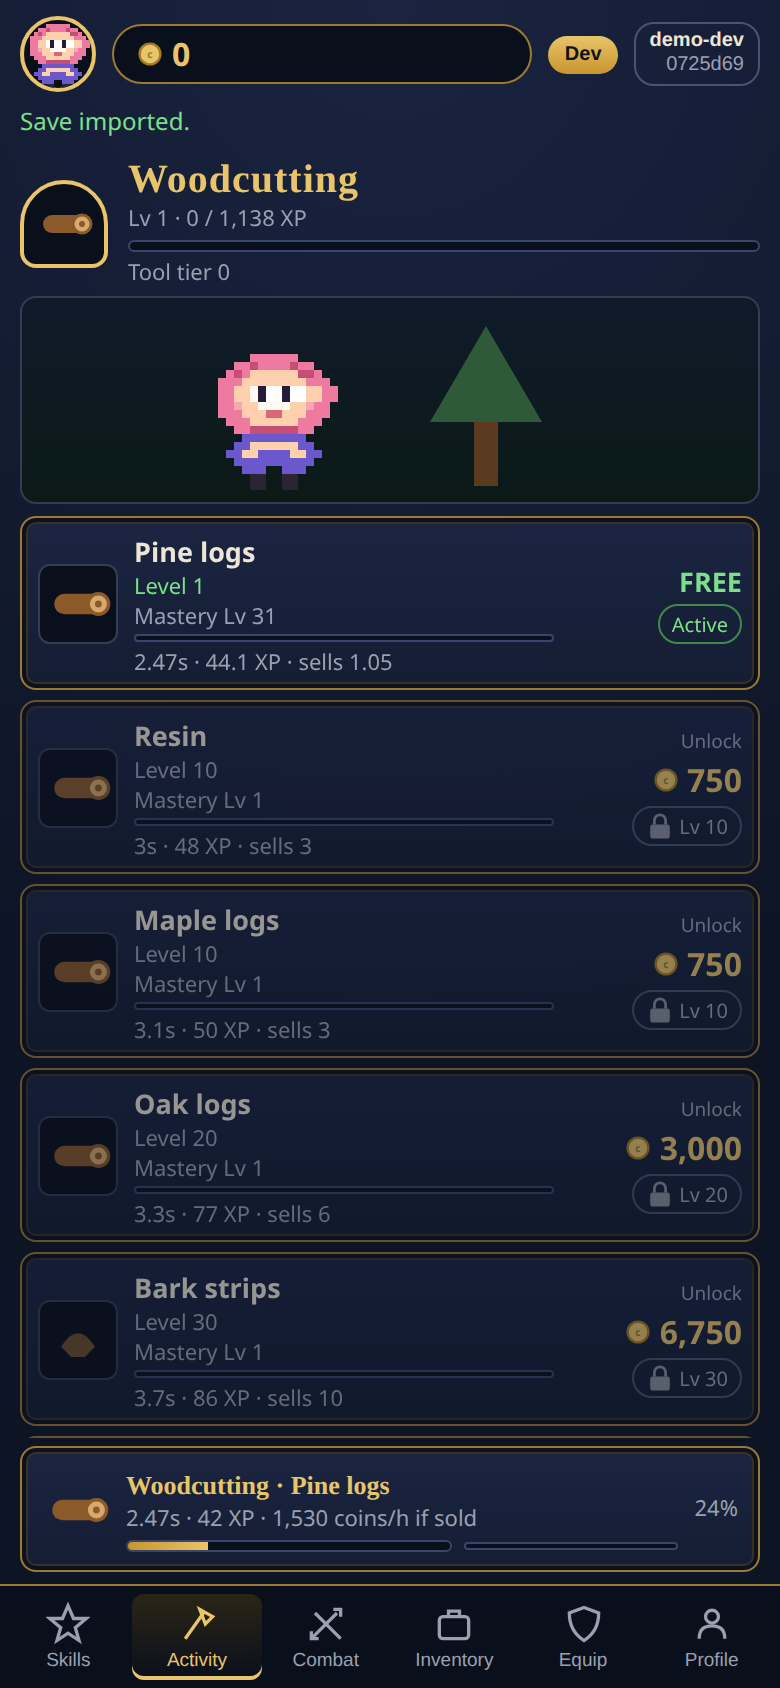 0
Dev
demo-dev
0725d69
Save imported.
Woodcutting
Lv 1 · 0 / 1,138 XP
Tool tier 0
Pine logs
Level 1
Mastery Lv 31
2.47s · 44.1 XP · sells 1.05
FREE
Active
Resin
Level 10
Mastery Lv 1
3s · 48 XP · sells 3
Unlock
c 750
Lv 10
Maple logs
Level 10
Mastery Lv 1
3.1s · 50 XP · sells 3
Unlock
c 750
Lv 10
Oak logs
Level 20
Mastery Lv 1
3.3s · 77 XP · sells 6
Unlock
c 3,000
Lv 20
Bark strips
Level 30
Mastery Lv 1
3.7s · 86 XP · sells 10
Unlock
c 6,750
Lv 30
Woodcutting · Pine logs
2.47s · 42 XP · 1,530 coins/h if sold
24%
Skills
Activity
Combat
Inventory
Equip
Profile